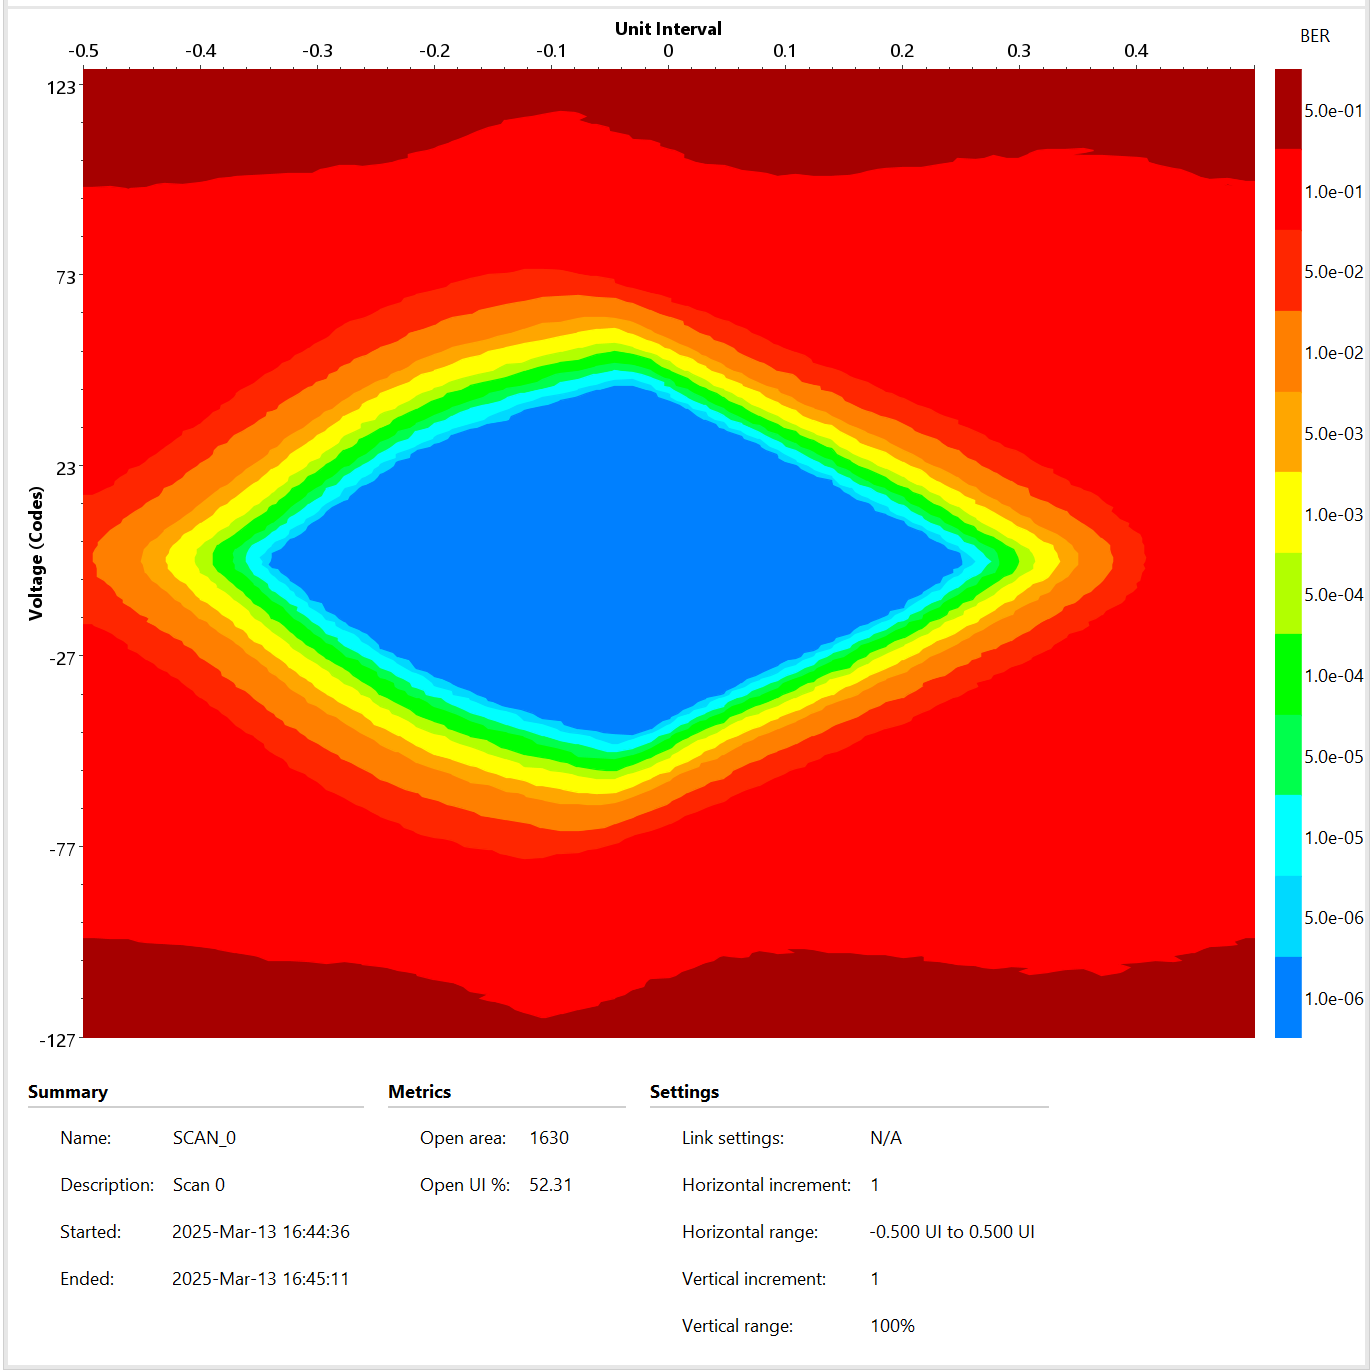 Unit Interval
BER
-0.5 -0.4 -0.3 -0.2 -0.1 0 0.1 0.2 0.3 0.4
123
73
23
-27
-77
-127
Voltage (Codes)
5.0e-01
1.0e-01
5.0e-02
1.0e-02
5.0e-03
1.0e-03
5.0e-04
1.0e-04
5.0e-05
1.0e-05
5.0e-06
1.0e-06
Summary
Name: SCAN_0
Description: Scan 0
Started: 2025-Mar-13 16:44:36
Ended: 2025-Mar-13 16:45:11
Metrics
Open area: 1630
Open UI %: 52.31
Settings
Link settings: N/A
Horizontal increment: 1
Horizontal range: -0.500 UI to 0.500 UI
Vertical increment: 1
Vertical range: 100%